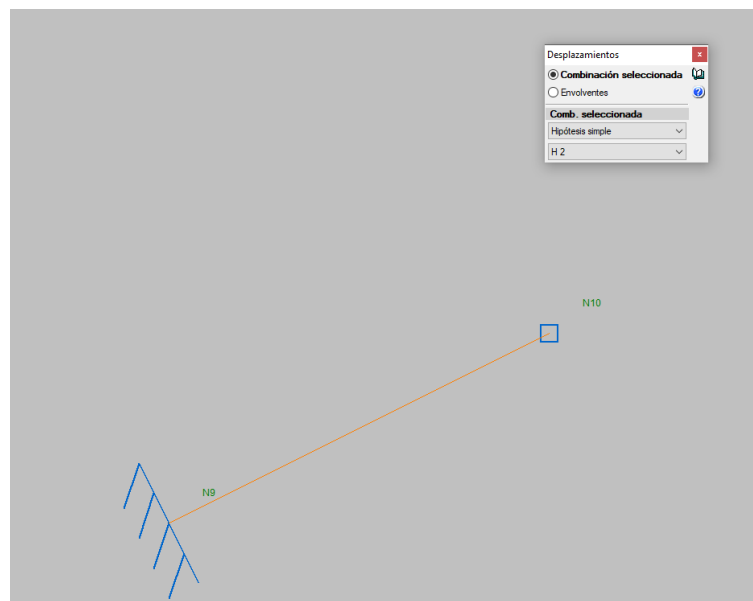 Desplazamientos
Combinación seleccionada
Envolventes
Comb. seleccionada
Hipótesis simple
H 2
N10
N9